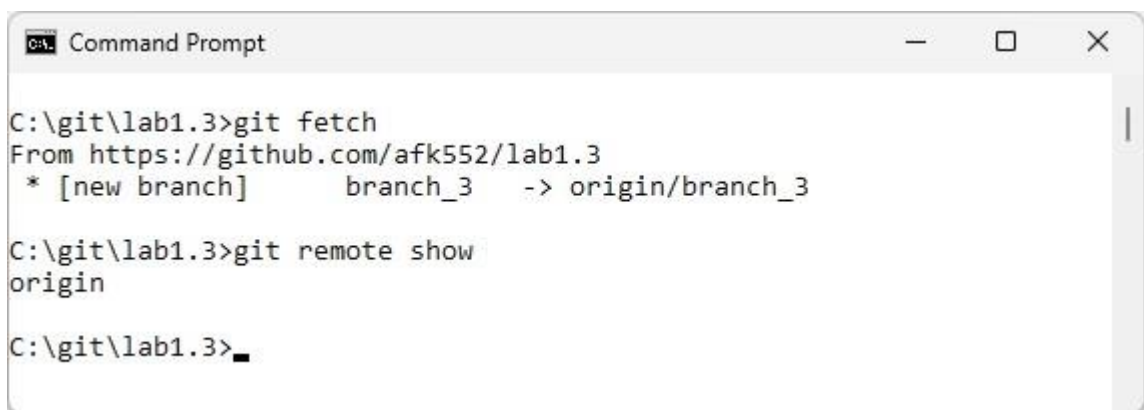 Command Prompt
C:\git\lab1.3>git fetch
From https://github.com/afk552/lab1.3
 * [new branch]      branch_3   -> origin/branch_3
C:\git\lab1.3>git remote show
origin
C:\git\lab1.3>